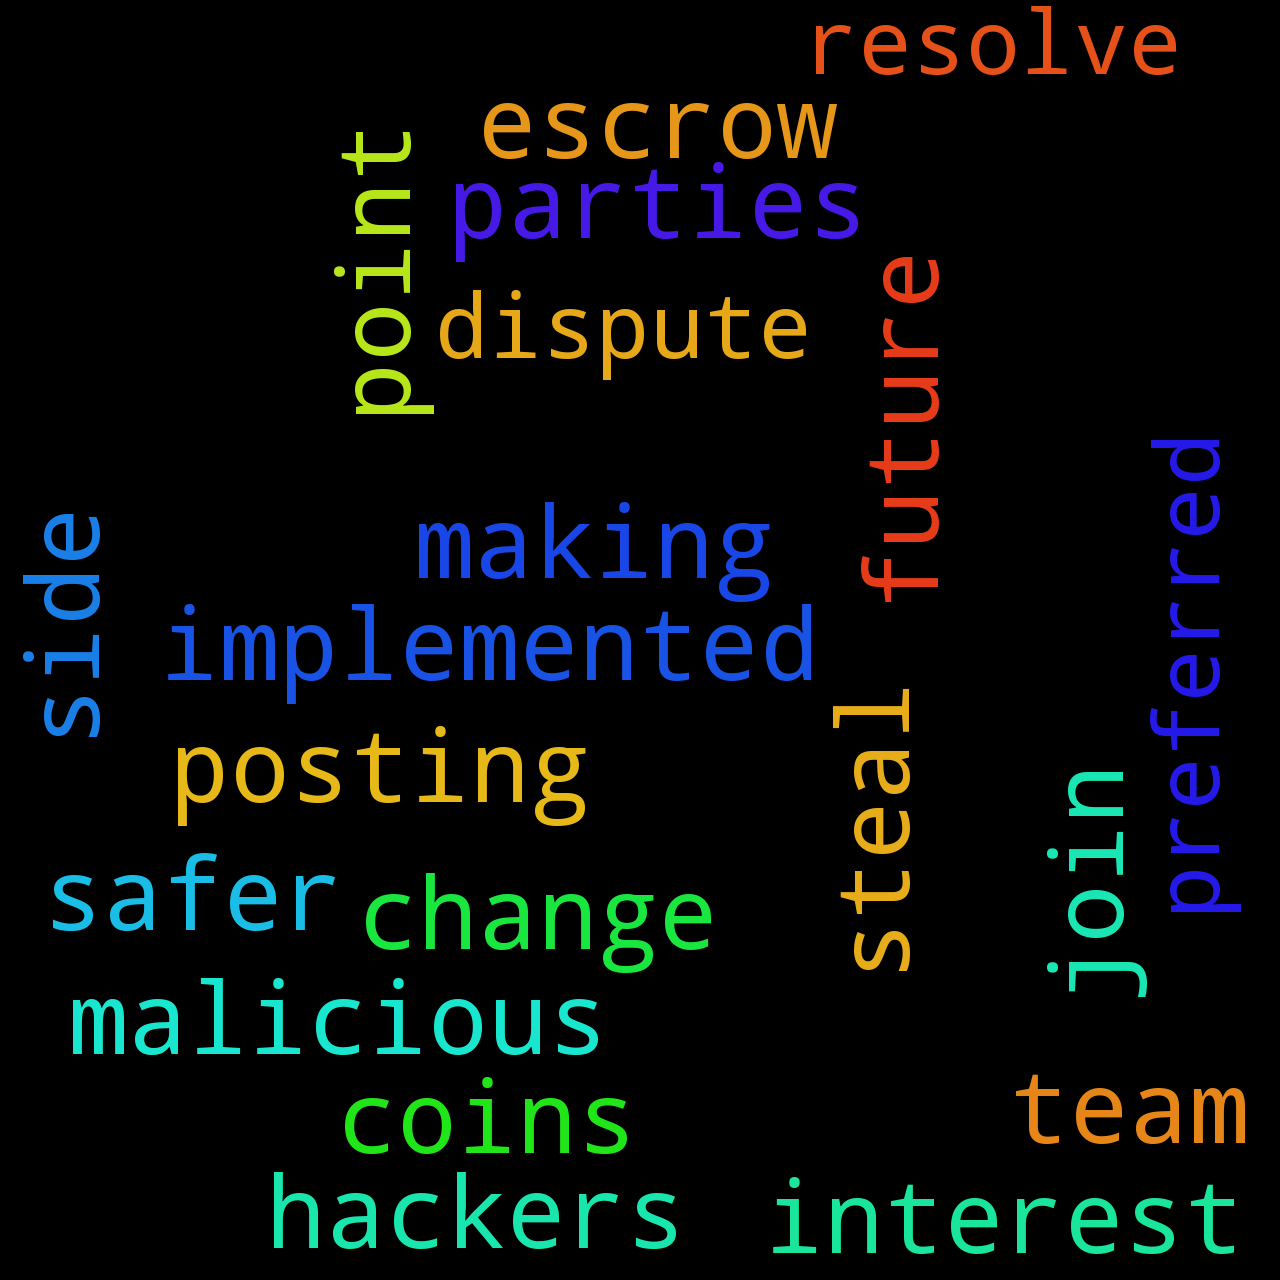 resolve
escrow
point
parties
dispute
future
preferred
side
making
implemented
steal
posting
join
safer
change
malicious
coins
team
hackers
interest